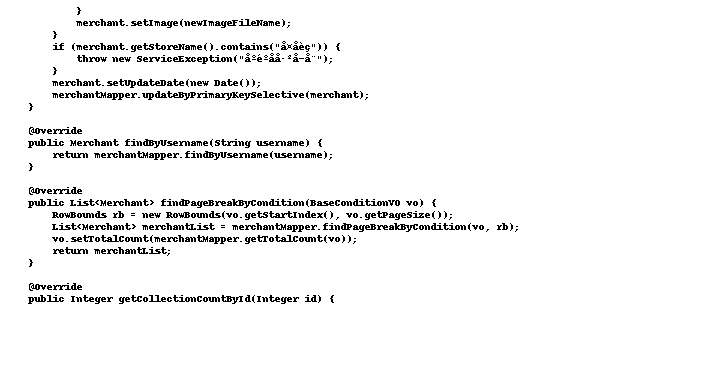 }
merchant.setImage(newImageFileName);
}
if (merchant.getStoreName().contains("å×åèç")) {
throw new ServiceException("åºéºåå·²å­å¨");
}
merchant.setUpdateDate(new Date());
merchantMapper.updateByPrimaryKeySelective(merchant);
}
@Override
public Merchant findByUsername(String username) {
return merchantMapper.findByUsername(username);
}
@Override
public List<Merchant> findPageBreakByCondition(BaseConditionVO vo) {
RowBounds rb = new RowBounds(vo.getStartIndex(), vo.getPageSize());
List<Merchant> merchantList = merchantMapper.findPageBreakByCondition(vo, rb);
vo.setTotalCount(merchantMapper.getTotalCount(vo));
return merchantList;
}
@Override
public Integer getCollectionCountById(Integer id) {